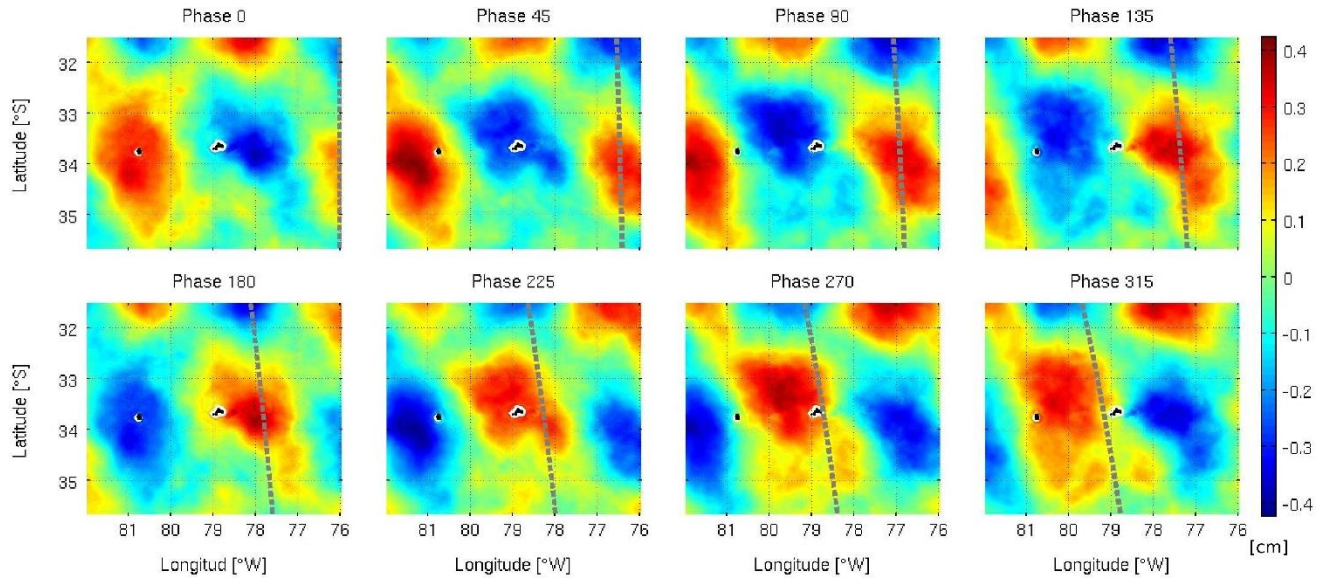 Phase 0 Phase 45 Phase 90 Phase 135
Latitude [°S]
32
33
34
35
0.4
0.3
0.2
0.1
0
-0.1
-0.2
-0.3
-0.4
[cm]
Phase 180 Phase 225 Phase 270 Phase 315
Latitude [°S]
32
33
34
35
81 80 79 78 77 76 81 80 79 78 77 76 81 80 79 78 77 76 81 80 79 78 77 76
Longitud [°W] Longitude [°W] Longitude [°W] Longitude [°W]